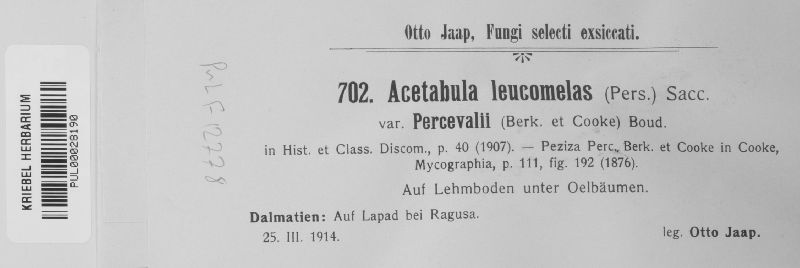 Otto Jaap, Fungi selecti exsiccati.
702. Acetabula leucomelas (Pers.) Sacc.
var. Percevalii (Berk. et Cooke) Boud.
in Hist. et Class. Discom., p. 40 (1907). — Peziza Perc., Berk. et Cooke in Cooke,
Mycographia, p. 111, fig. 192 (1876).
Auf Lehmboden unter Oelbäumen.
Dalmatien: Auf Lapad bei Ragusa.
25. III. 1914.
leg. Otto Jaap.
KRIEBEL HERBARIUM
PUL00028190
PUL F 12778